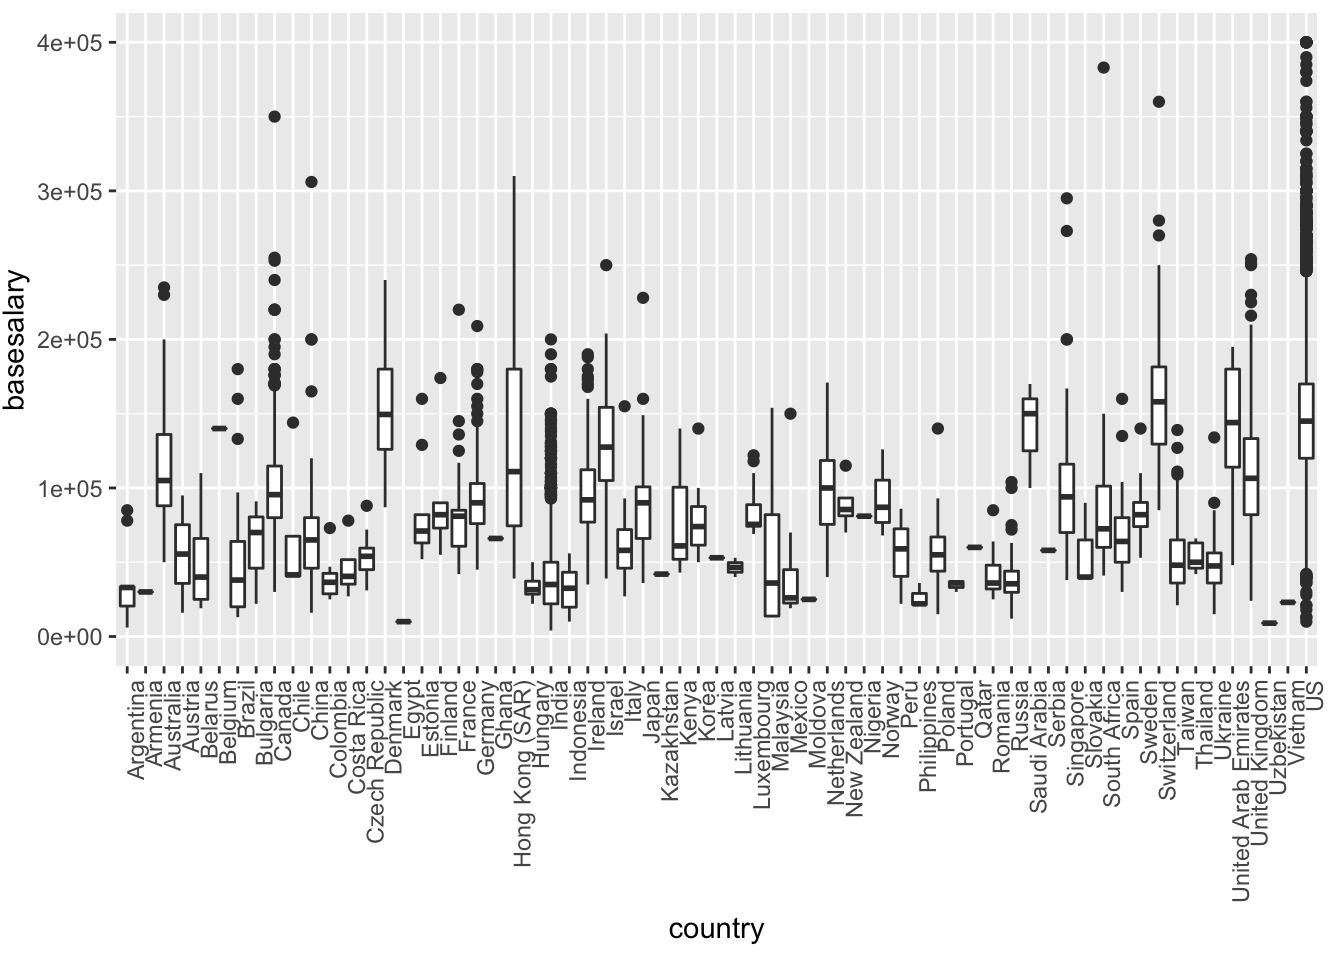 4e+05
3e+05
2e+05
1e+05
0e+00
basesalary
Argentina
Armenia
Australia
Austria
Belarus
Belgium
Brazil
Bulgaria
Canada
Chile
China
Colombia
Costa Rica
Czech Republic
Denmark
Egypt
Estonia
Finland
France
Germany
Ghana
Hong Kong (SAR)
Hungary
India
Indonesia
Ireland
Israel
Italy
Japan
Kazakhstan
Kenya
Korea
Latvia
Lithuania
Luxembourg
Malaysia
Mexico
Moldova
Netherlands
New Zealand
Nigeria
Norway
Peru
Philippines
Poland
Portugal
Qatar
Romania
Russia
Saudi Arabia
Serbia
Singapore
Slovakia
South Africa
Spain
Sweden
Switzerland
Taiwan
Thailand
Ukraine
United Arab Emirates
United Kingdom
Uzbekistan
Vietnam
US
country